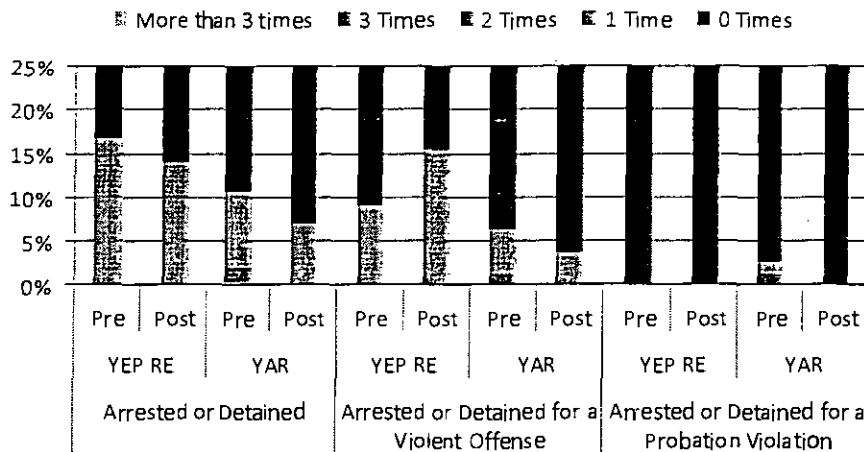 More than 3 times 3 Times 2 Times 1 Time 0 Times
25%
20%
15%
10%
5%
0%
Pre Post Pre Post Pre Post Pre Post Pre Post Pre Post
YEP RE YAR YEP RE YAR YEP RE YAR
Arrested or Detained Arrested or Detained for a Arrested or Detained for a
Violent Offense Probation Violation